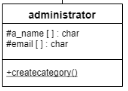 administrator
#a_name [ ] : char
#email [ ] : char
+createcategory()